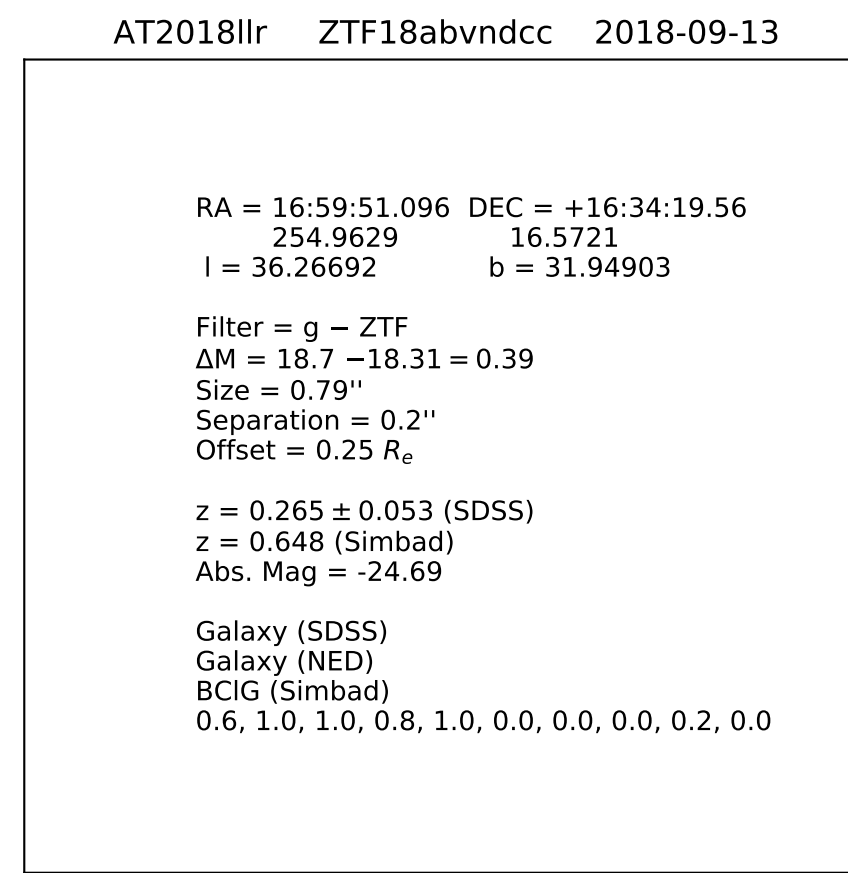 AT2018llr ZTF18abvndcc 2018-09-13
RA = 16:59:51.096 DEC = +16:34:19.56
254.9629 16.5721
l = 36.26692 b = 31.94903
Filter = g − ZTF
ΔM = 18.7 −18.31 = 0.39
Size = 0.79''
Separation = 0.2''
Offset = 0.25 Rₑ
z = 0.265 ± 0.053 (SDSS)
z = 0.648 (Simbad)
Abs. Mag = -24.69
Galaxy (SDSS)
Galaxy (NED)
BClG (Simbad)
0.6, 1.0, 1.0, 0.8, 1.0, 0.0, 0.0, 0.0, 0.2, 0.0